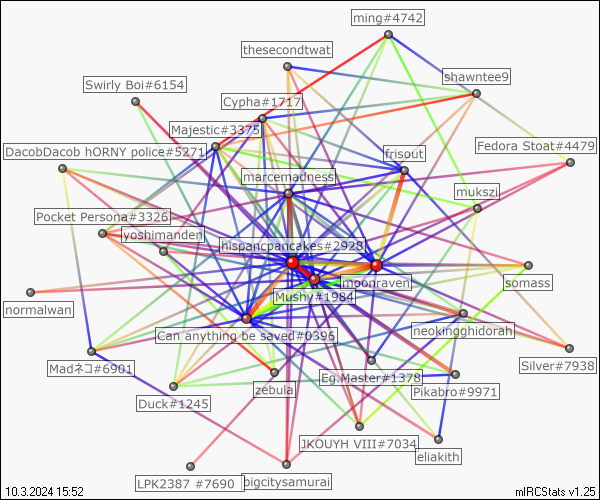 ming#4742
thesecondtwat
shawntee9
Swirly Boi#6154
Cypha#1717
Majestic#3375
Fedora Stoat#4479
DacobDacob hORNY police#5271
frisout
marcemadness
mukszi
Pocket Persona#3326
yoshimanden
hispancpancakes#2928
somass
moonraven
normalwan
Mushy#1984
Can anything be saved#0396
neokingghidorah
Madネコ#6901
Silver#7938
Eg.Master#1378
zebula
Pikabro#9971
Duck#1245
JKOUYH VIII#7034
eliakith
LPK2387 #7690
bigcitysamurai
10.3.2024 15:52
mIRCStats v1.25